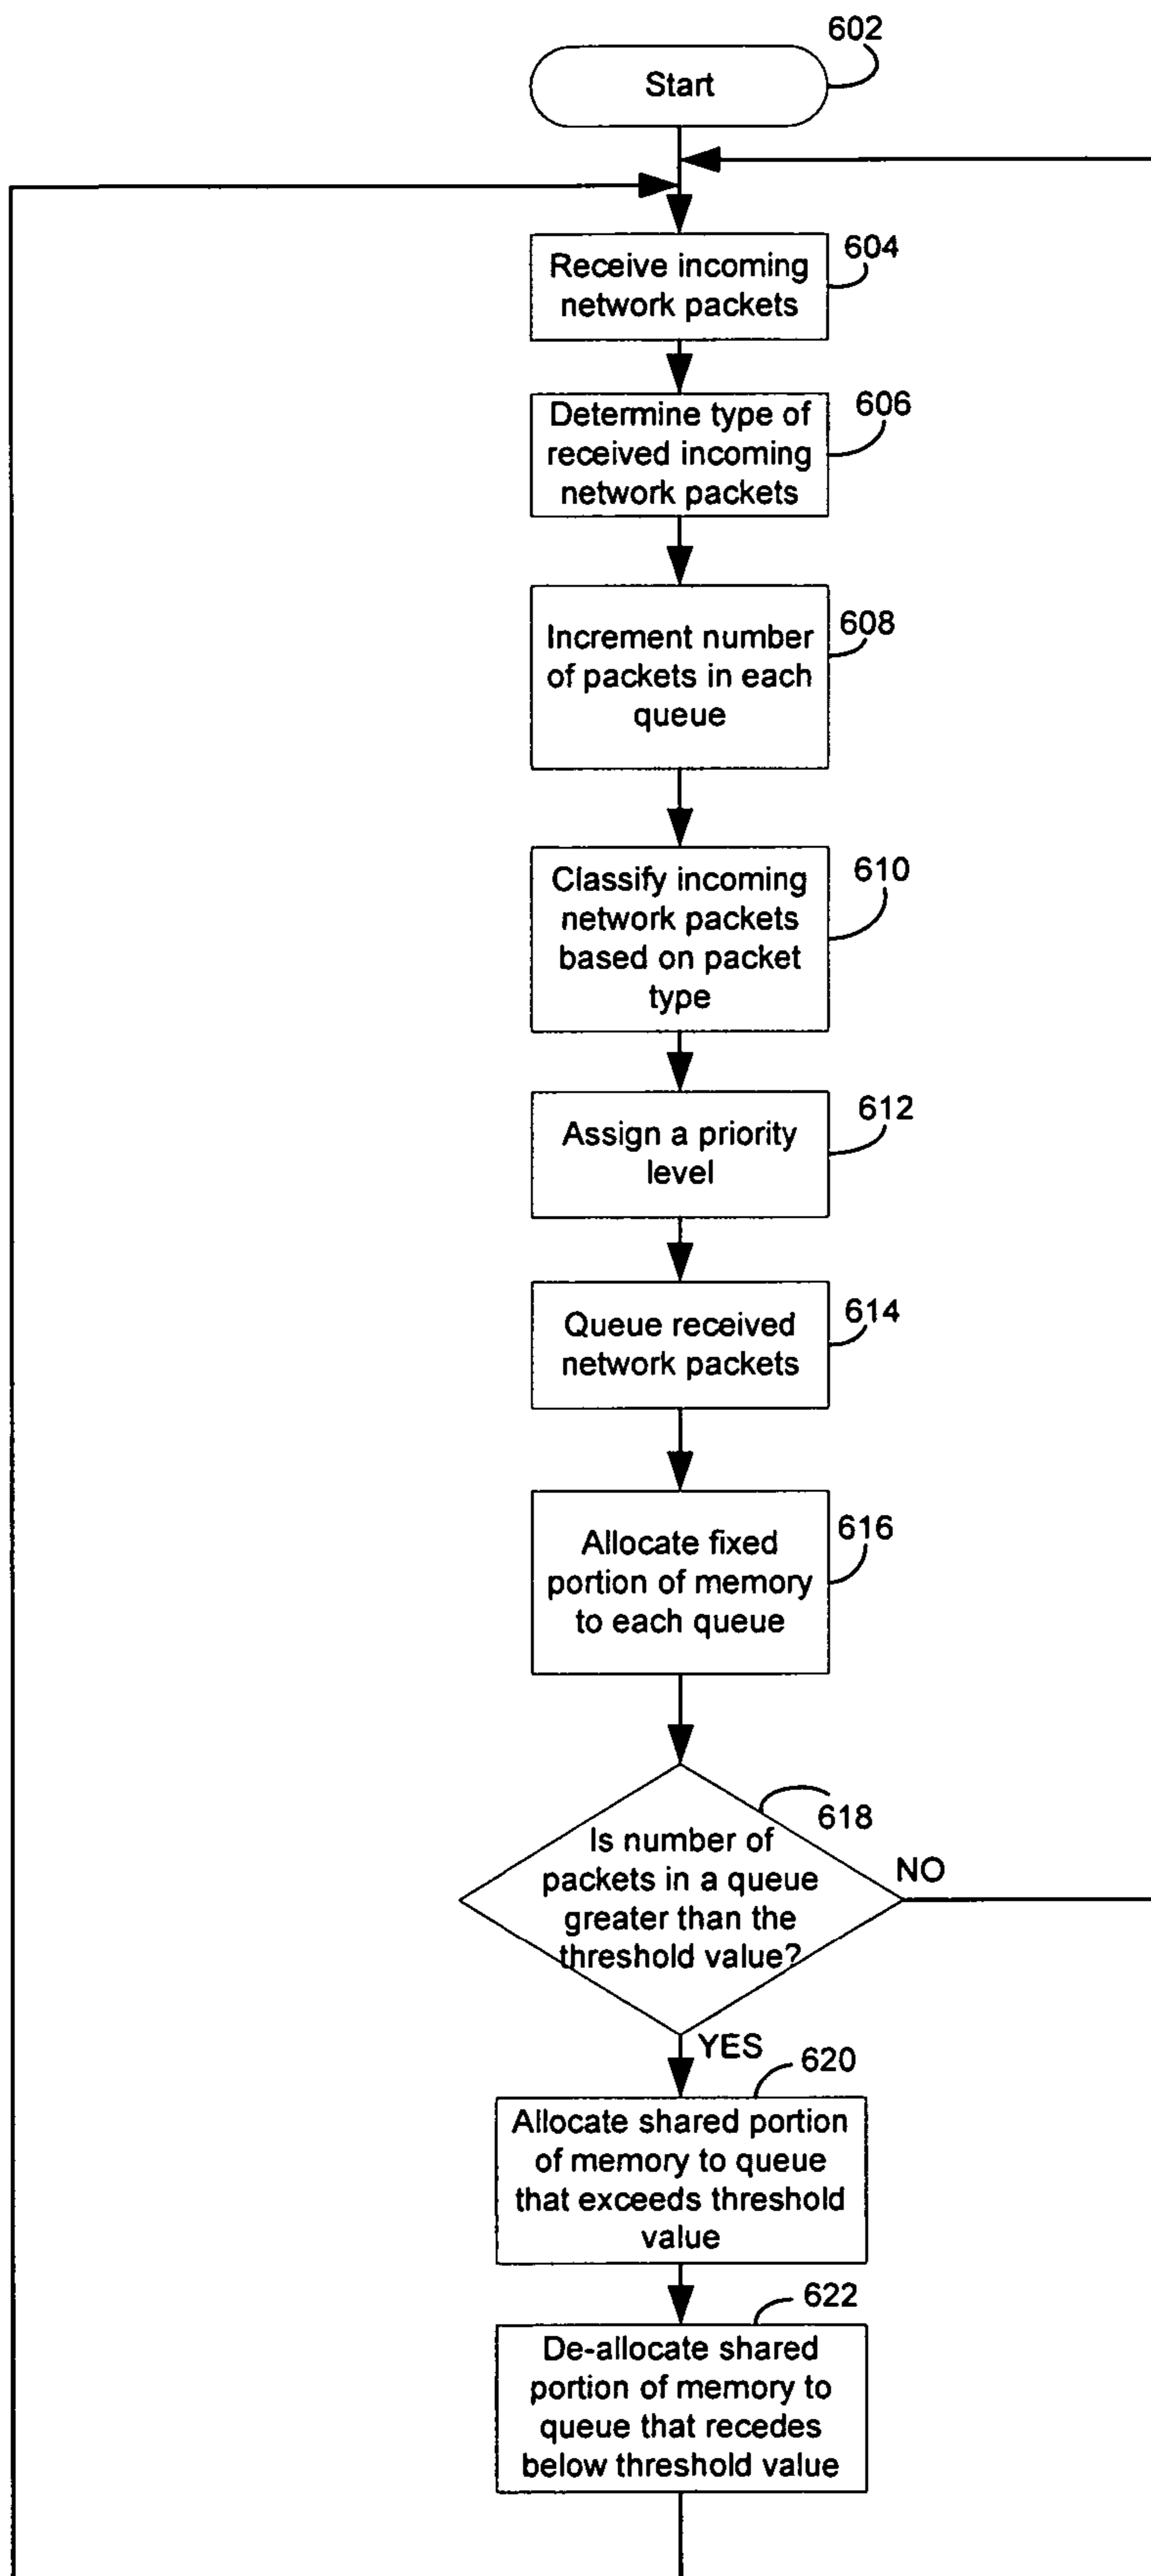 602
Start
604
Receive incoming
network packets
606
Determine type of
received incoming
network packets
608
Increment number
of packets in each
queue
610
Classify incoming
network packets
based on packet
type
612
Assign a priority
level
614
Queue received
network packets
616
Allocate fixed
portion of memory
to each queue
618
Is number of
packets in a queue
greater than the
threshold value?
NO
YES
620
Allocate shared portion
of memory to queue
that exceeds threshold
value
622
De-allocate shared
portion of memory to
queue that recedes
below threshold value